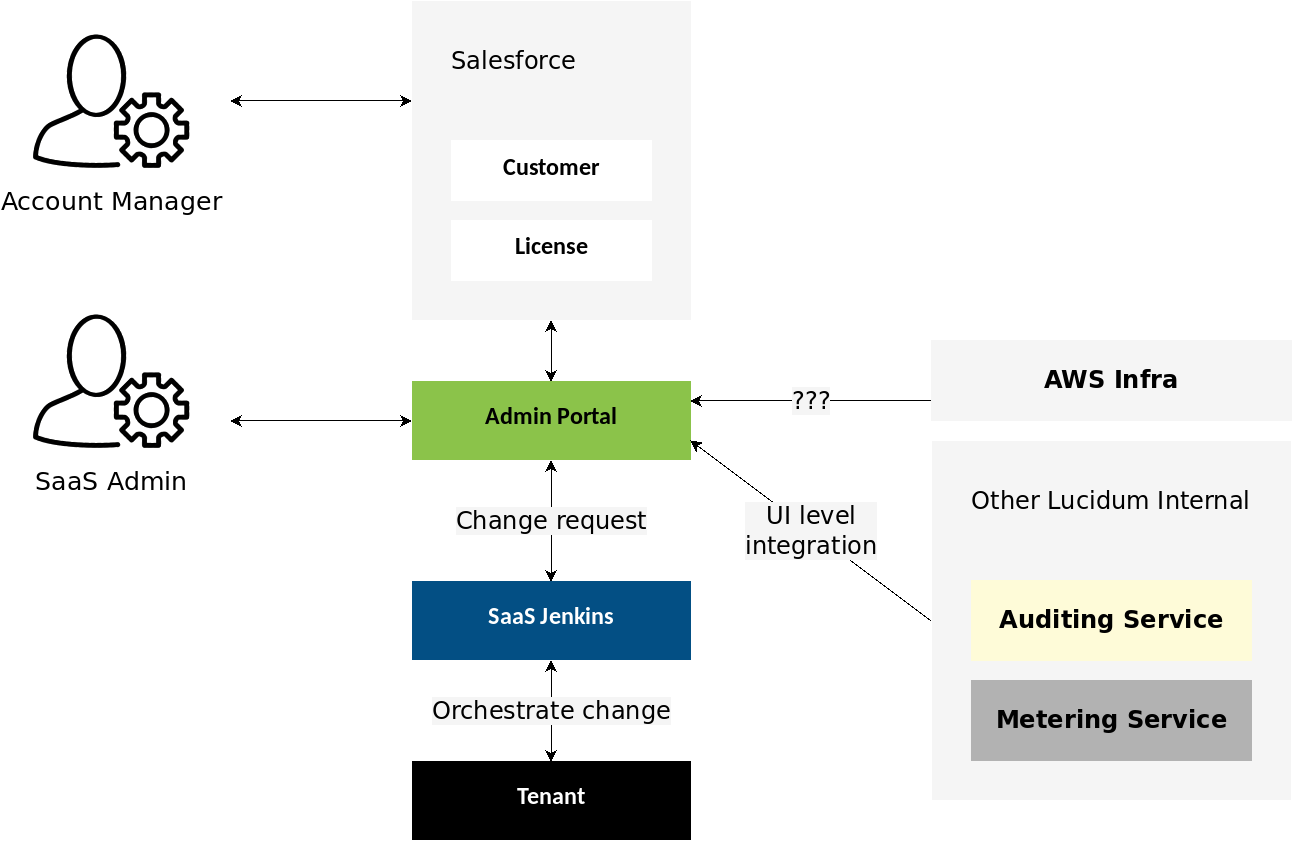 Salesforce
Customer
Account Manager
License
AWS Infra
???
Admin Portal
SaaS Admin
Other Lucidum Internal
Change request
UI level
integration
SaaS Jenkins
Auditing Service
Orchestrate change
Metering Service
Tenant